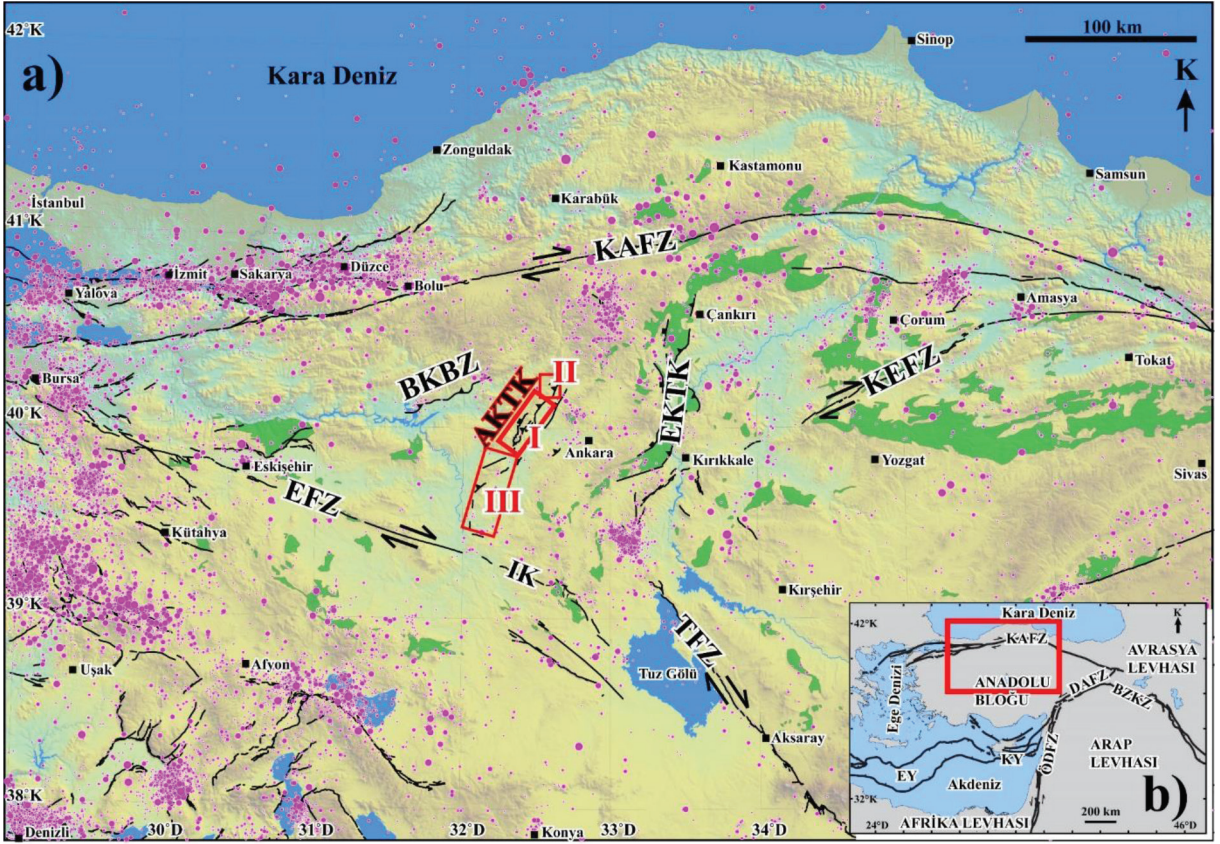 42°K
Sinop
100 km
a)
Kara Deniz
K
Zonguldak
Kastamonu
Samsun
Karabük
İstanbul
41°K
KAFZ
Düzce
İzmit
Sakarya
Bolu
Yalova
Amasya
Çankırı
Çorum
Tokat
BKBZ
II
KEFZ
Bursa
AKTK
EKTK
40°K
I
Ankara
Kırıkkale
Yozgat
Eskişehir
Sivas
EFZ
III
Kütahya
IK
Kırşehir
39°K
TFZ
Uşak
Afyon
Tuz Gölü
Aksaray
38°K
Denizli
30°D
31°D
32°D
Konya
33°D
34°D
Kara Deniz
42°K
K
KAFZ
AVRASYA
LEVHASI
Ege Denizi
ANADOLU
BLOĞU
DAFZ
BZKZ
ÖDFZ
ARAP
LEVHASI
KY
EY
Akdeniz
b)
32°K
200 km
24°D
AFRİKA LEVHASI
46°D